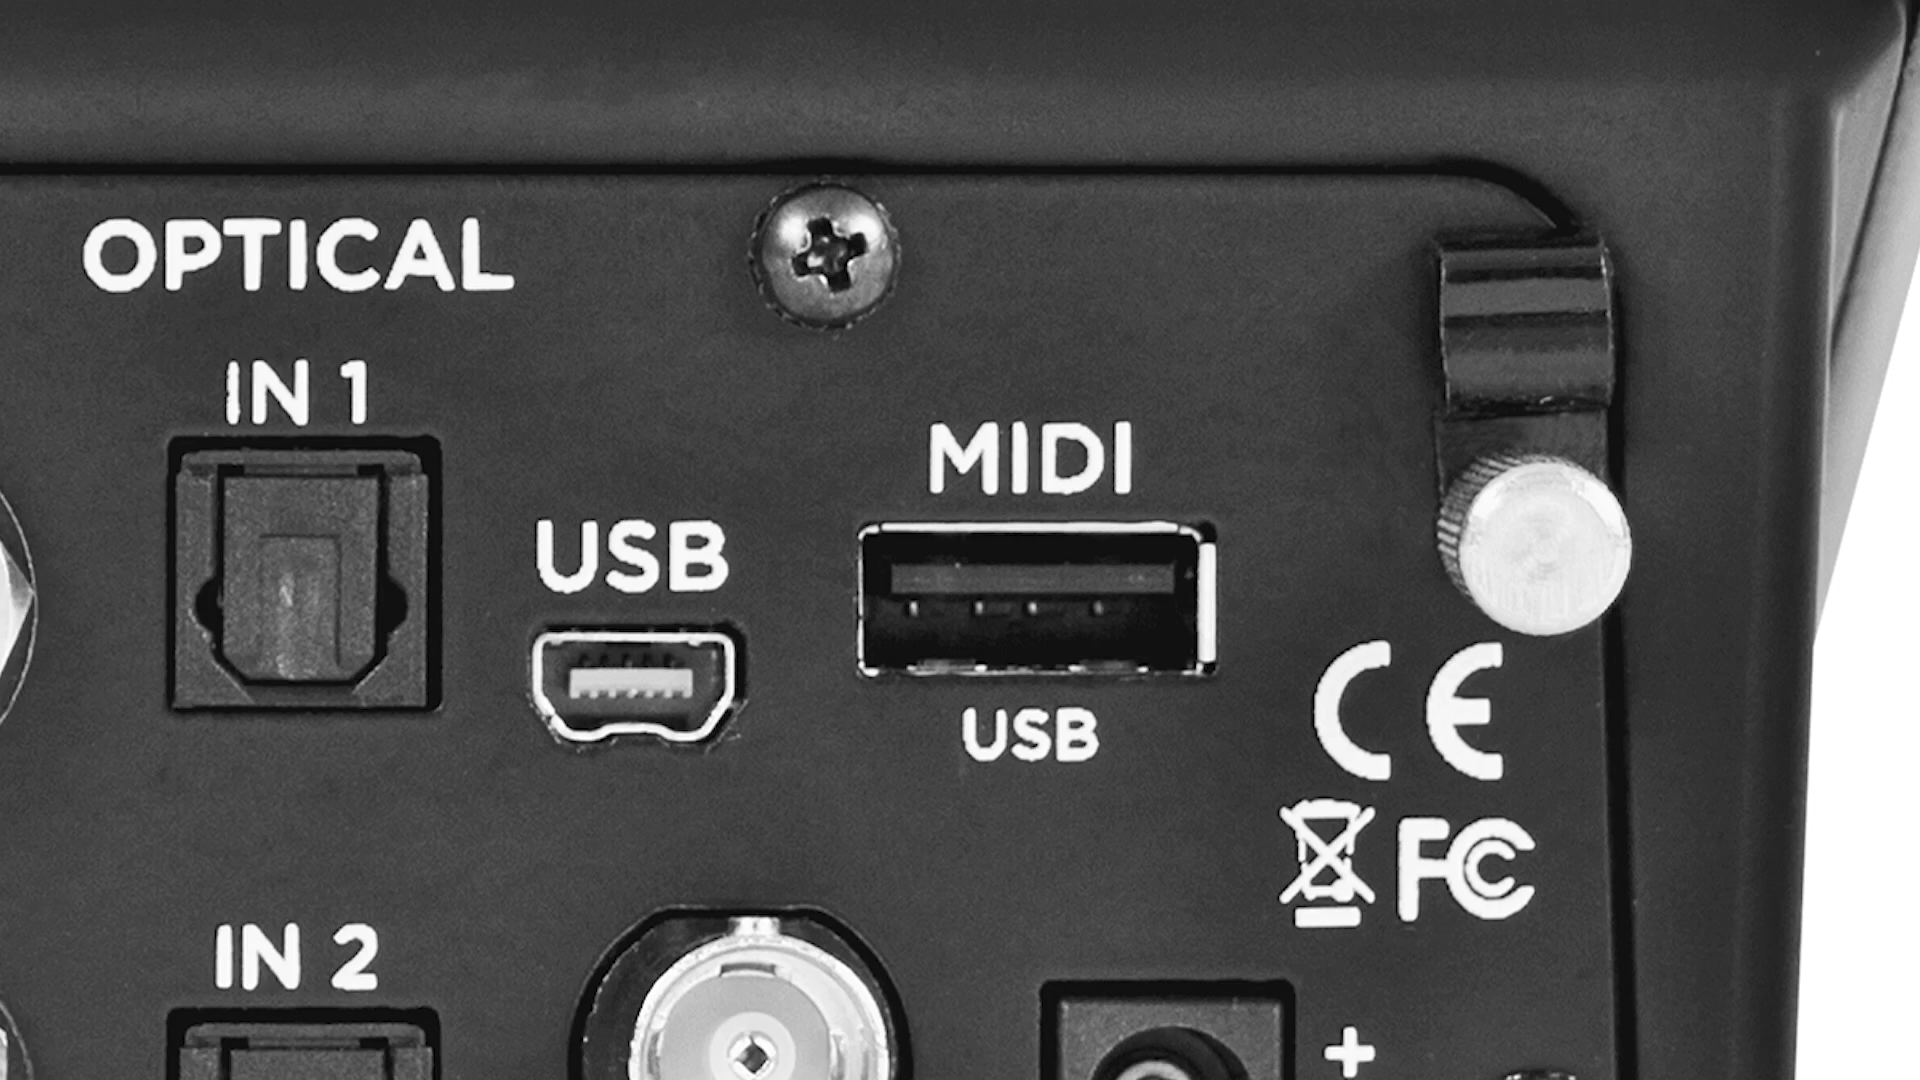 OPTICAL
IN 1
MIDI
USB
USB
CE
FC
IN 2
+